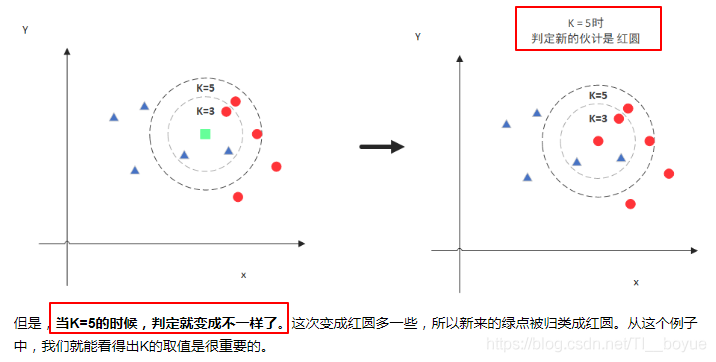 K = 5时
判定新的伙计是 红圆
Y
K=5
K=3
x
Y
K=5
K=3
x
但是，当K=5的时候，判定就变成不一样了。这次变成红圆多一些，所以新来的绿点被归类成红圆。从这个例子
中，我们就能看得出K的取值是很重要的。
https://blog.csdn.net/TI__boyue